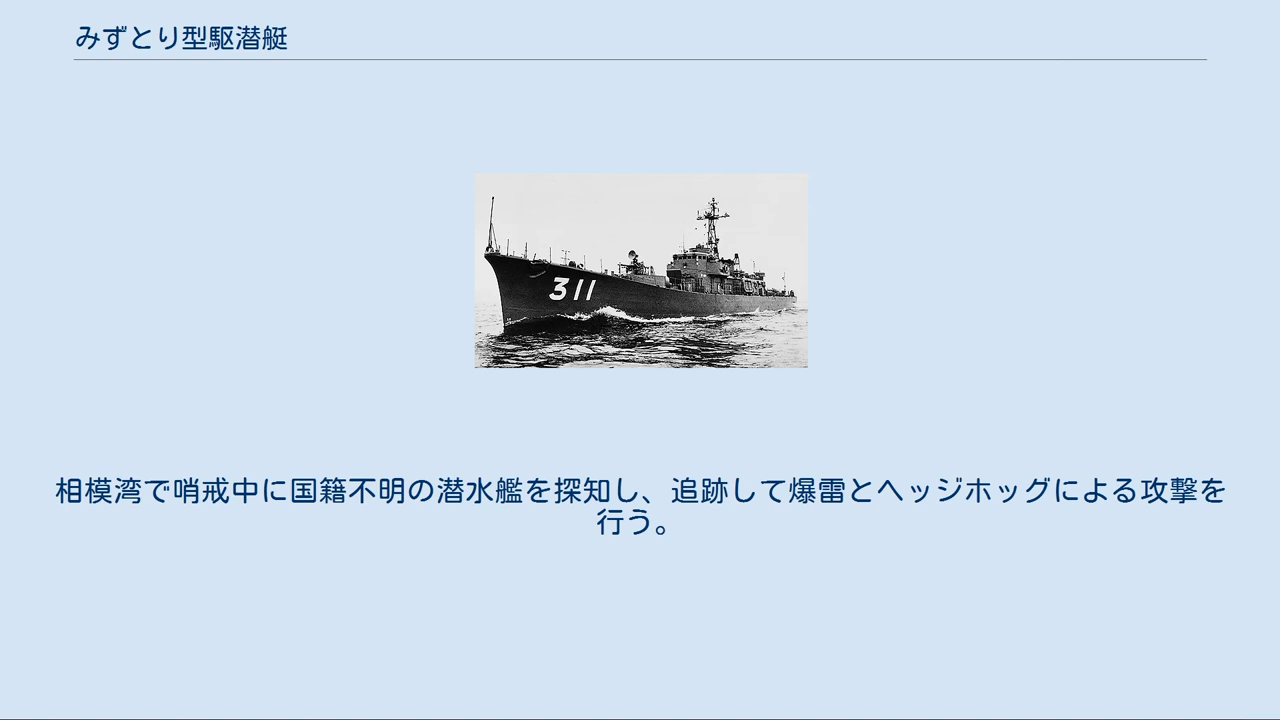 みずとり型駆潜艇
311
相模湾で哨戒中に国籍不明の潜水艦を探知し、追跡して爆雷とヘッジホッグによる攻撃を
行う。